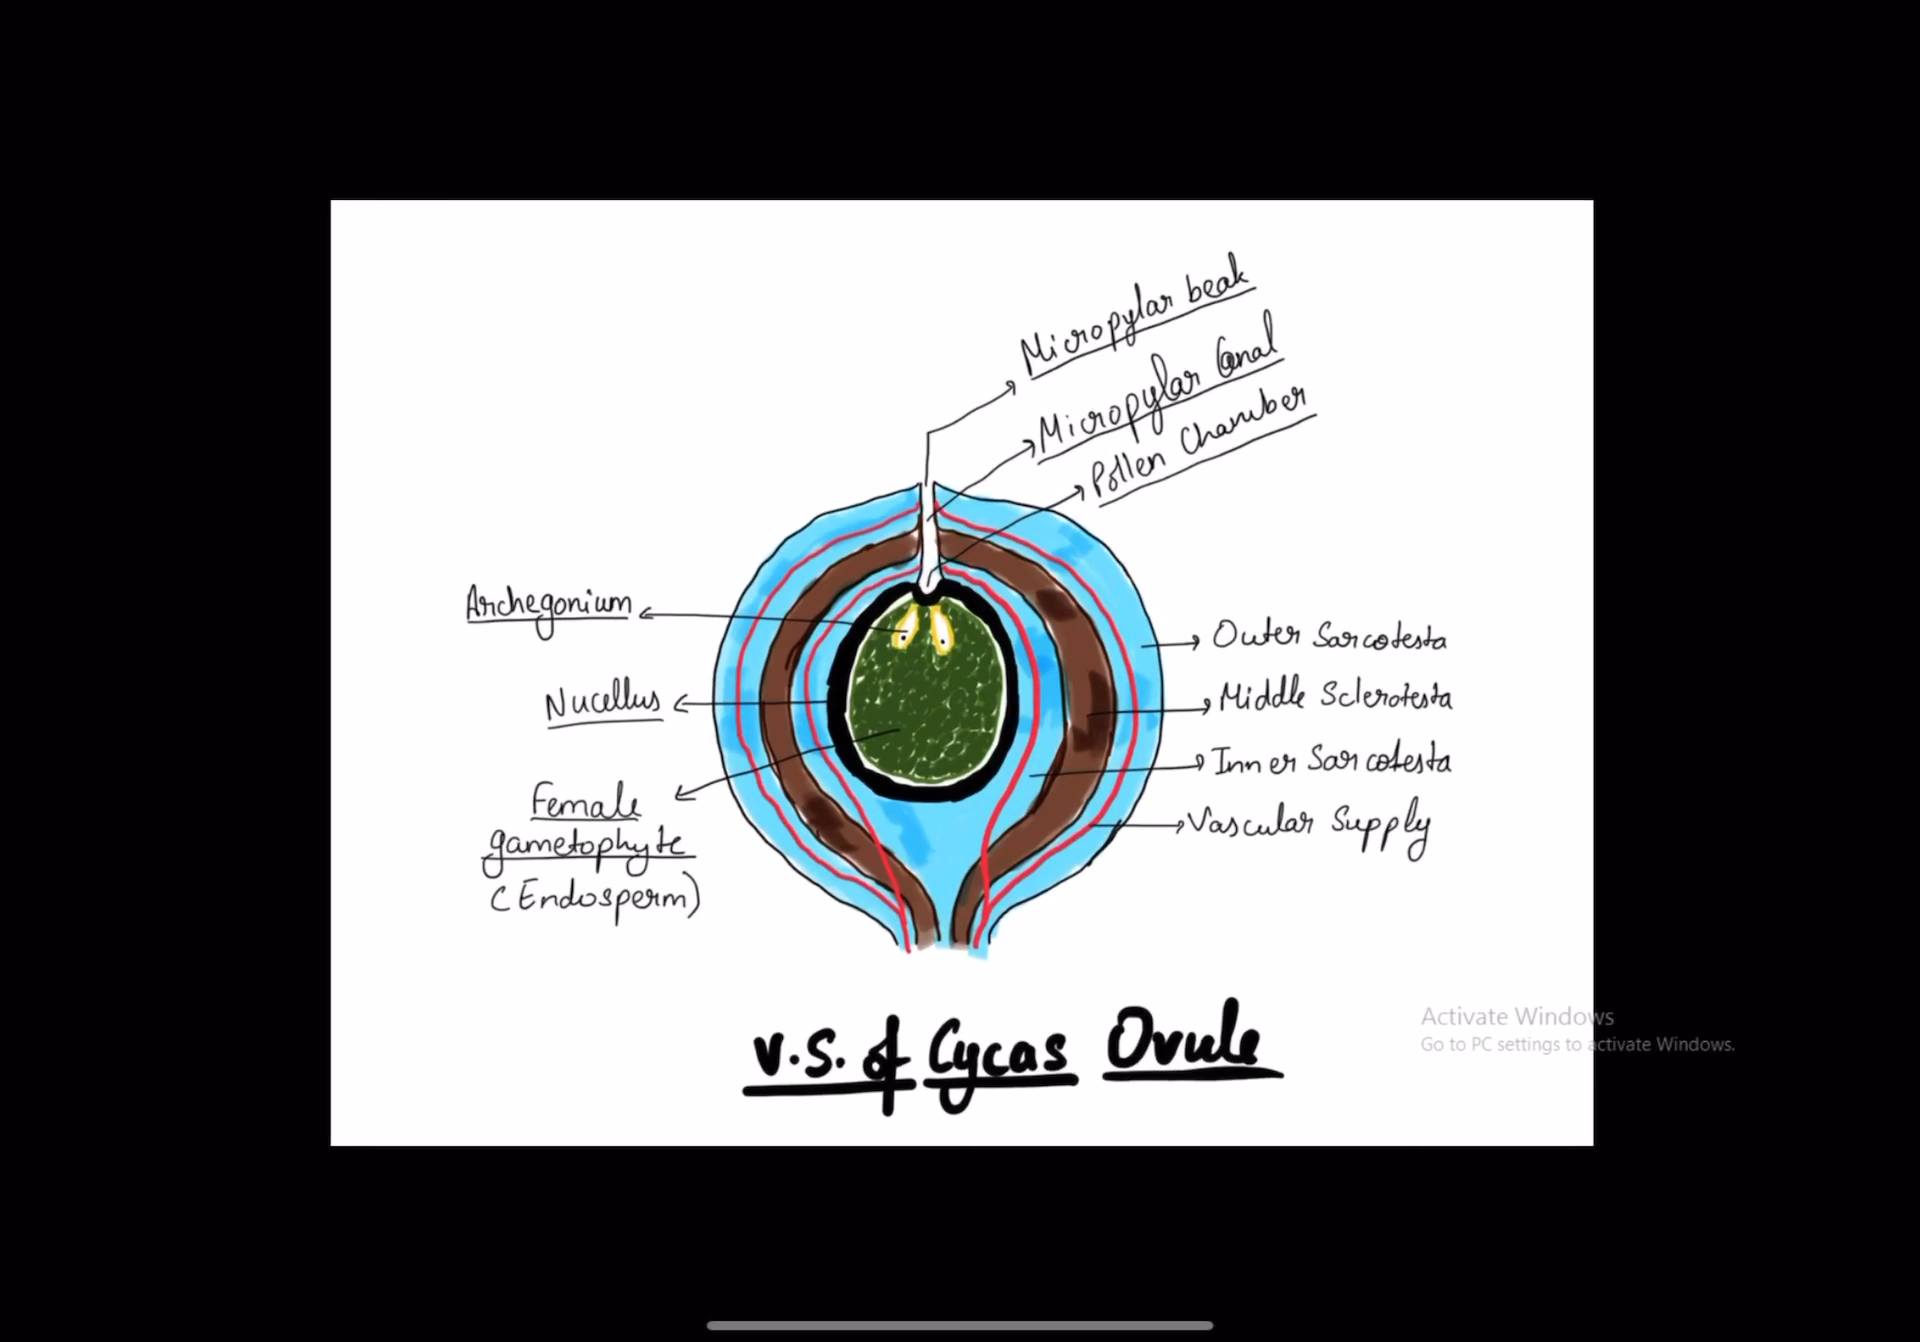 Micropylar beak
Micropylar Canal
Pollen Chamber
Archegonium
Nucellus
Female
gametophyte
(Endosperm)
Outer Sarcotesta
Middle Sclerotesta
Inner Sarcotesta
Vascular Supply
V.S. of Cycas Ovule
Activate Windows
Go to PC settings to activate Windows.